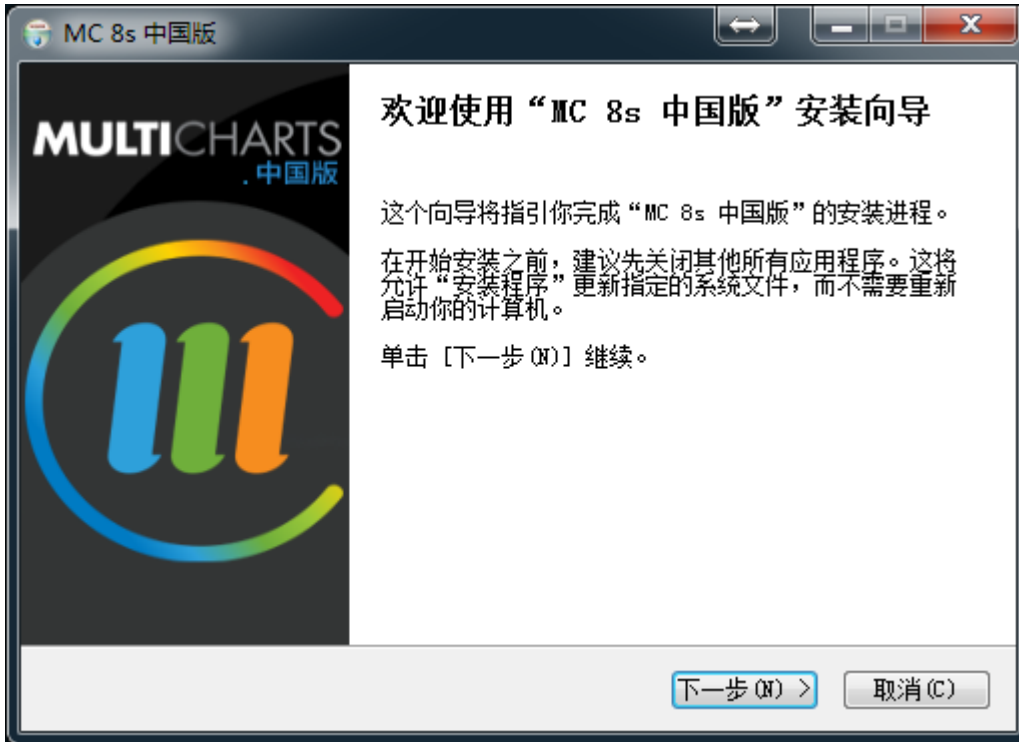 MC 8s 中国版
MULTICHARTS
.中国版
欢迎使用“MC 8s 中国版”安装向导
这个向导将指引你完成“MC 8s 中国版”的安装进程。
在开始安装之前，建议先关闭其他所有应用程序。这将
允许“安装程序”更新指定的系统文件，而不需要重新
启动你的计算机。
单击 [下一步(N)] 继续。
下一步(N) >
取消(C)